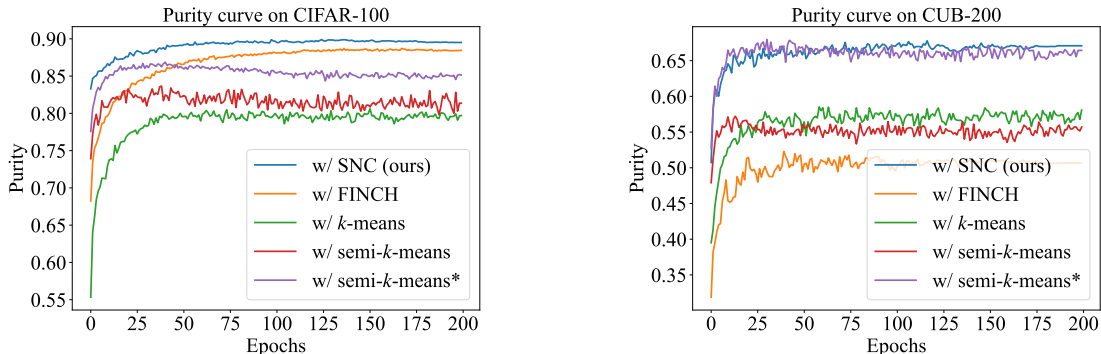 Purity curve on CIFAR-100
0.90
0.85
0.80
0.75
0.70
0.65
0.60
0.55
Purity
w/ SNC (ours)
w/ FINCH
w/ k-means
w/ semi-k-means
w/ semi-k-means*
0 25 50 75 100 125 150 175 200
Epochs
Purity curve on CUB-200
0.65
0.60
0.55
0.50
0.45
0.40
0.35
Purity
w/ SNC (ours)
w/ FINCH
w/ k-means
w/ semi-k-means
w/ semi-k-means*
0 25 50 75 100 125 150 175 200
Epochs